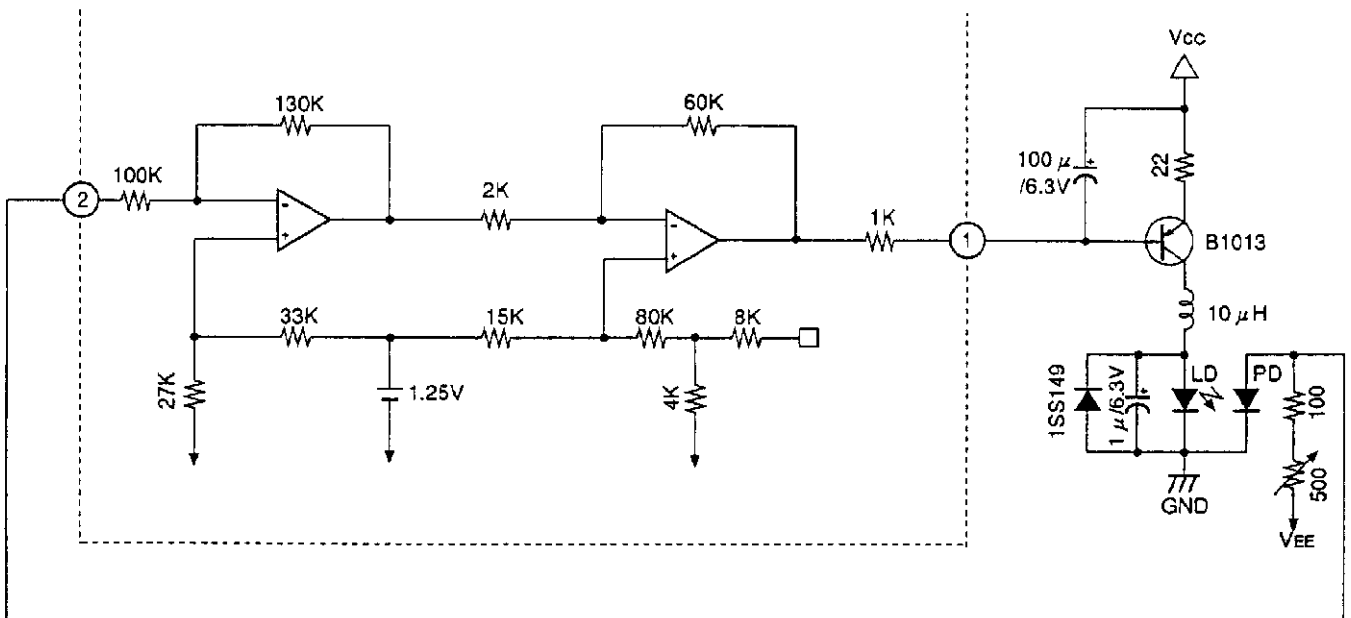 Vcc
130K
60K
100 μ
/6.3V
22
100K
2
2K
1K
1
B1013
-
+
-
+
33K
15K
80K
8K
10 μH
27K
1.25V
4K
1SS149
1 μ/6.3V
LD
PD
100
500
GND
VEE